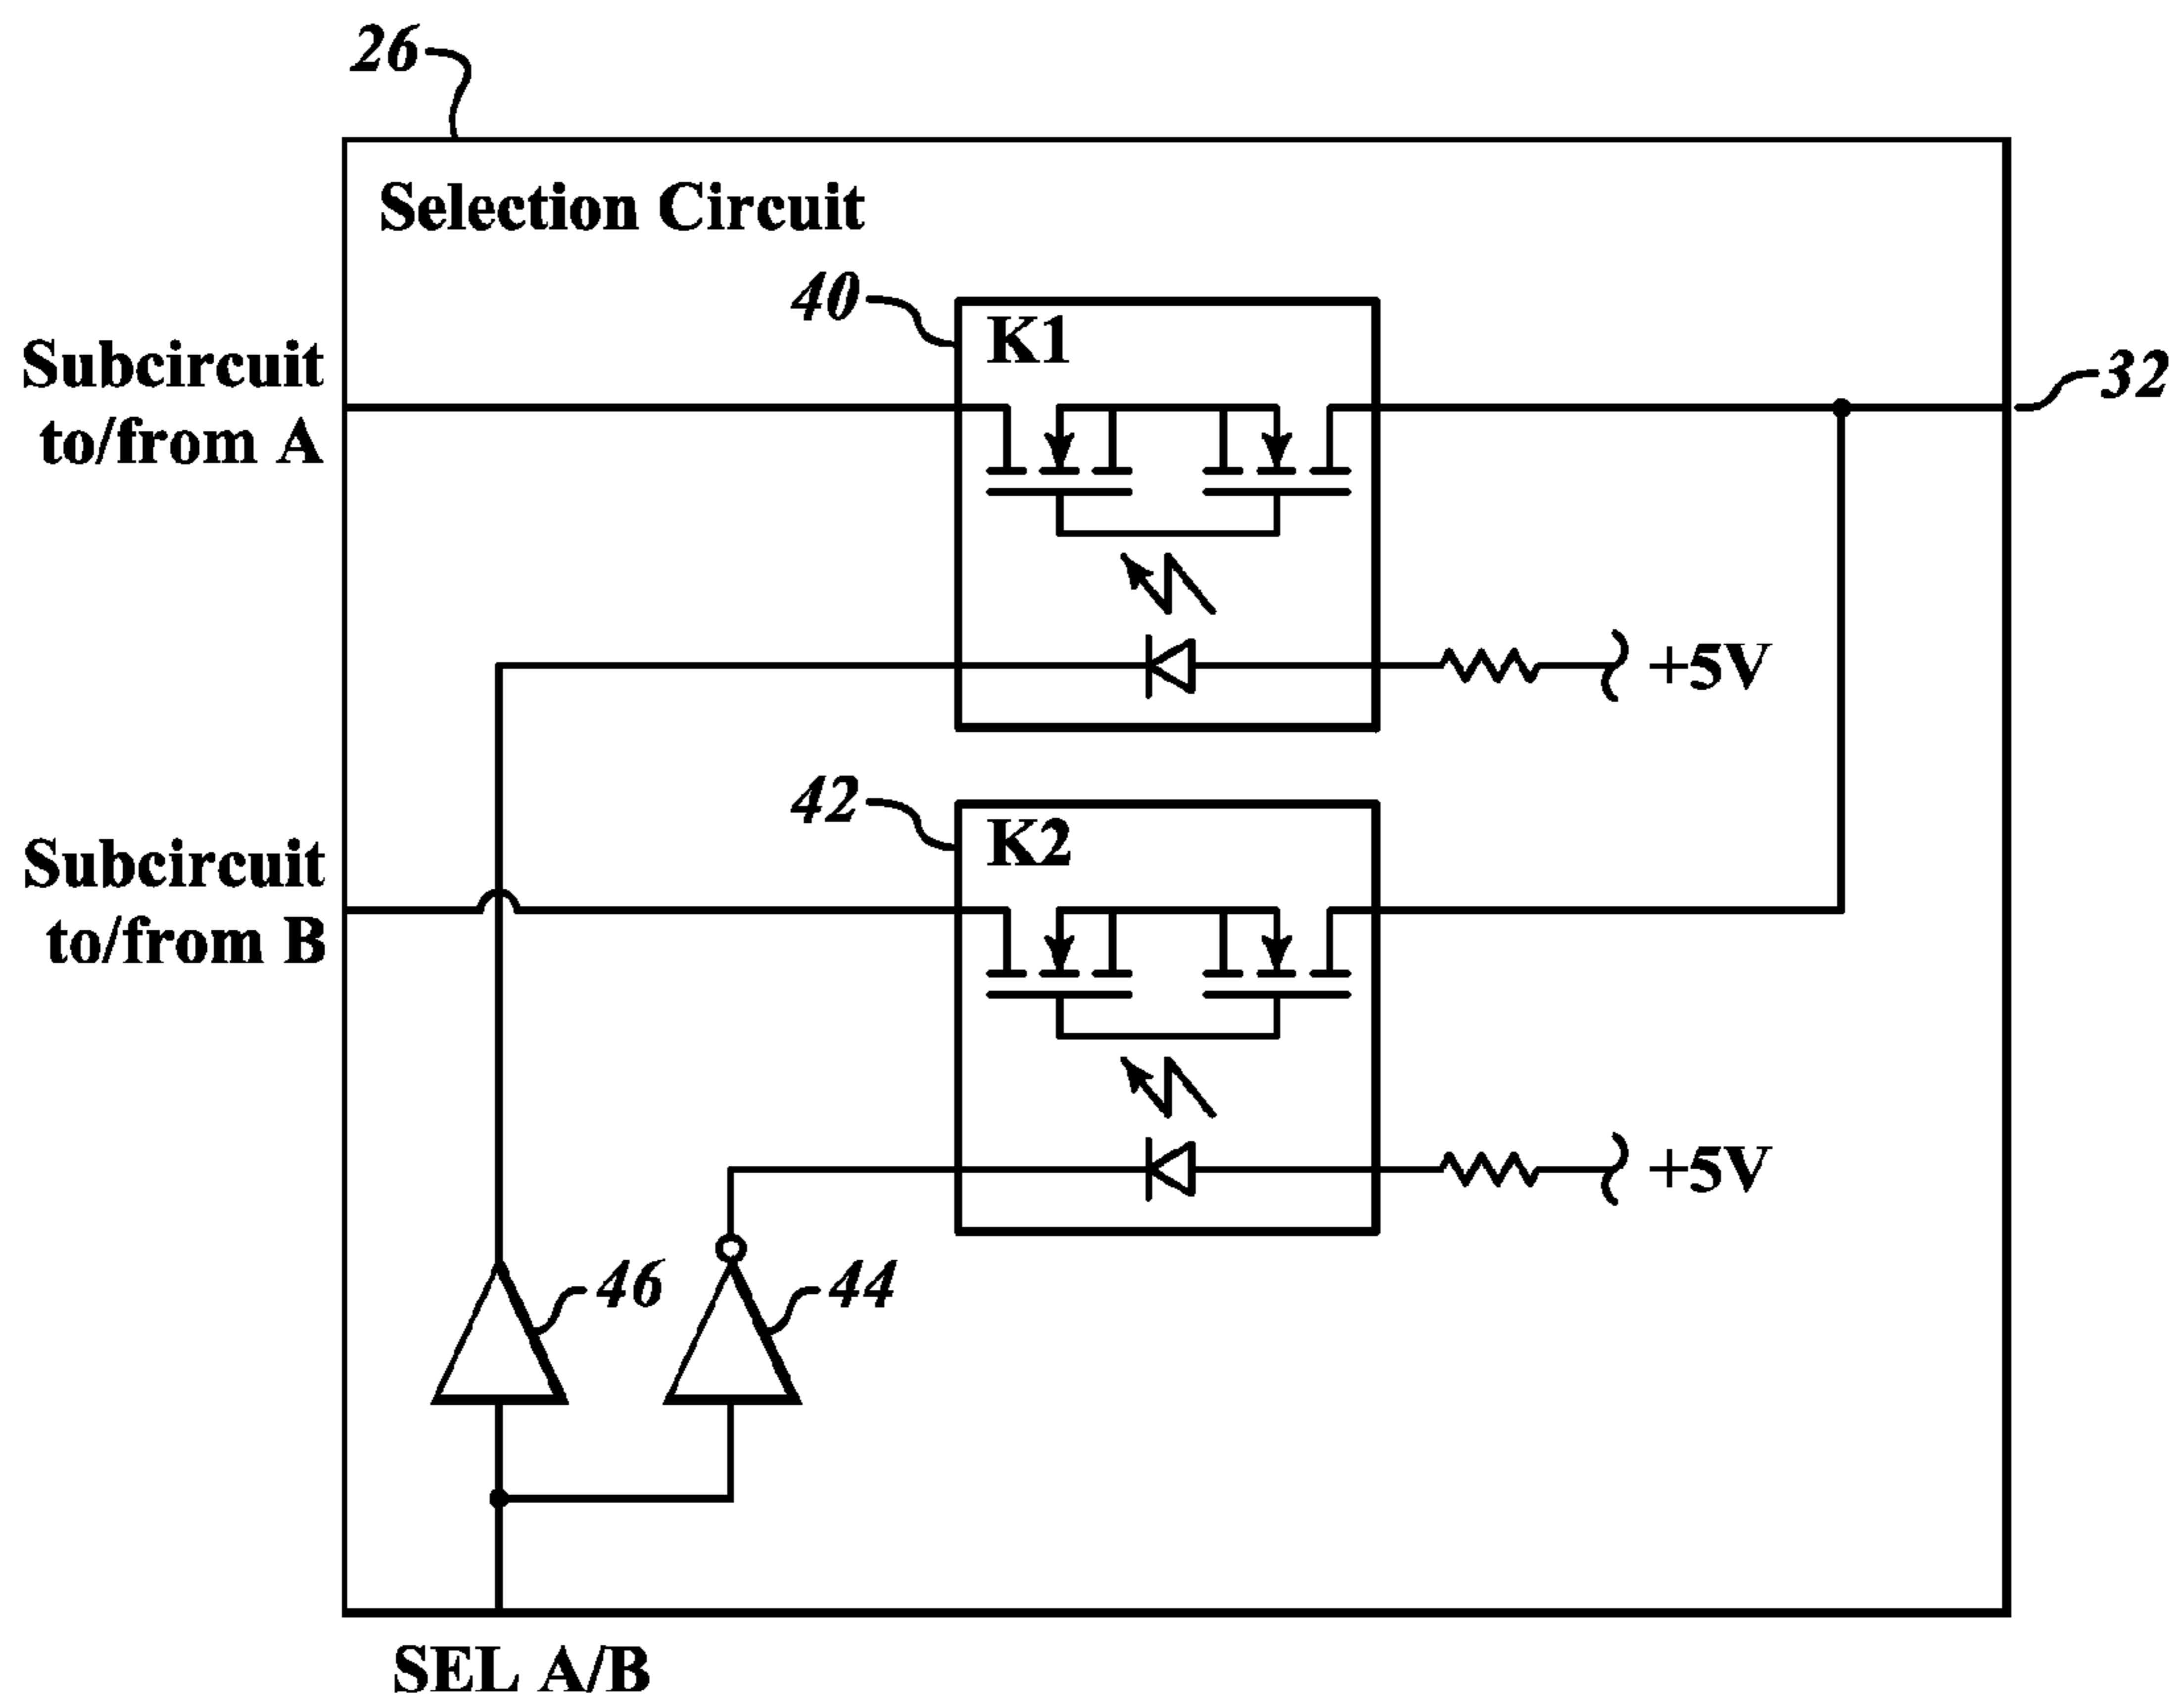 26
Selection Circuit
40
K1
Subcircuit
to/from A
32
+5V
42
K2
Subcircuit
to/from B
+5V
46
44
SEL A/B